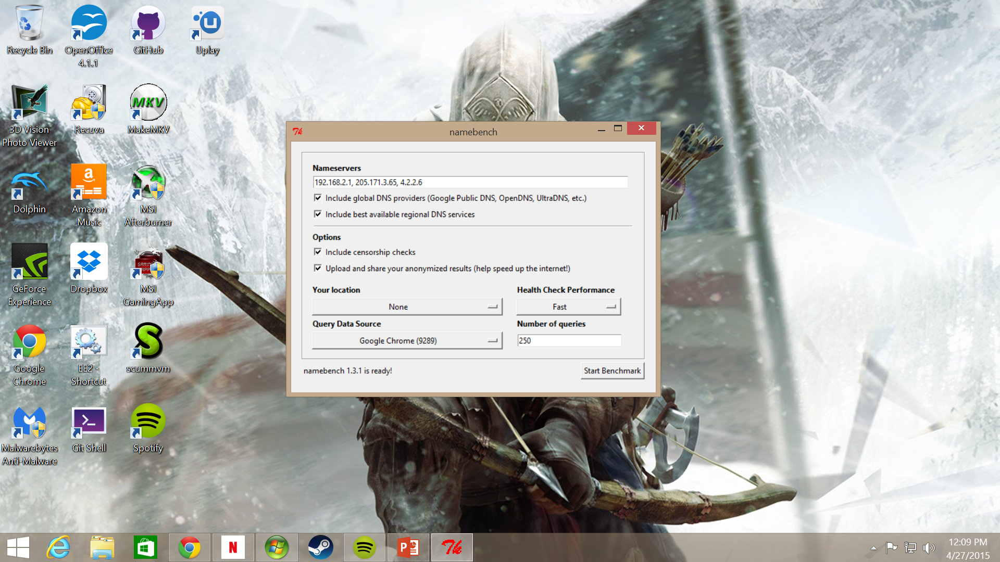 Recycle Bin
OpenOffice 4.1.1
GitHub
Uplay
3D Vision Photo Viewer
Recuva
MKV
MakeMKV
Dolphin
a
Amazon Music
MSI Afterburner
GeForce Experience
Dropbox
MSI GamingApp
Google Chrome
EE2 - Shortcut
S
scummvm
Malwarebytes Anti-Malware
Git Shell
Spotify
7k
namebench
Nameservers
192.168.2.1, 205.171.3.65, 4.2.2.6
Include global DNS providers (Google Public DNS, OpenDNS, UltraDNS, etc.)
Include best available regional DNS services
Options
Include censorship checks
Upload and share your anonymized results (help speed up the internet!)
Your location
Health Check Performance
None
Fast
Query Data Source
Number of queries
Google Chrome (9289)
250
namebench 1.3.1 is ready!
Start Benchmark
N
P
7k
12:09 PM
4/27/2015